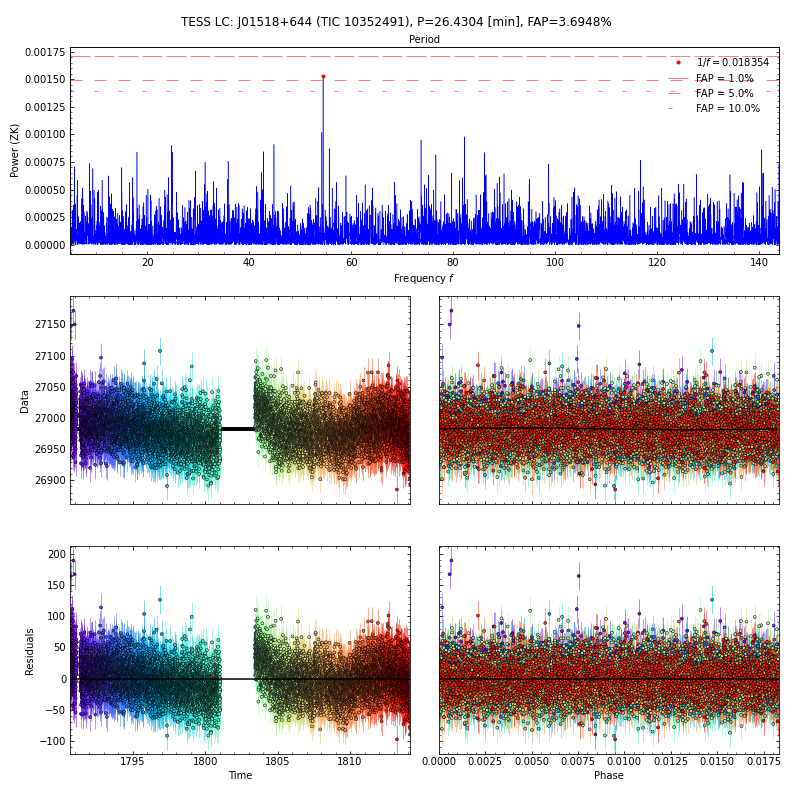 TESS LC: J01518+644 (TIC 10352491), P=26.4304 [min], FAP=3.6948%
Period
0.00175
0.00150
0.00125
0.00100
0.00075
0.00050
0.00025
0.00000
Power (ZK)
1/f = 0.018354
FAP = 1.0%
FAP = 5.0%
FAP = 10.0%
20 40 60 80 100 120 140
Frequency f
27150
27100
27050
27000
26950
26900
Data
200
150
100
50
0
−50
−100
Residuals
1795 1800 1805 1810
Time
0.0000 0.0025 0.0050 0.0075 0.0100 0.0125 0.0150 0.0175
Phase